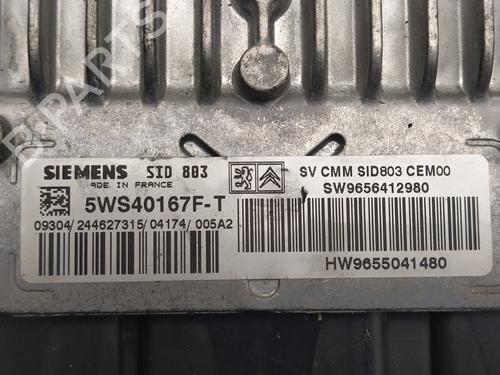 SIEMENS SID 803
ADE IN FRANCE
5WS40167F-T
09304/244627315/04174/005A2
SV CMM SID803 CEM00
SW9656412980
HW9655041480